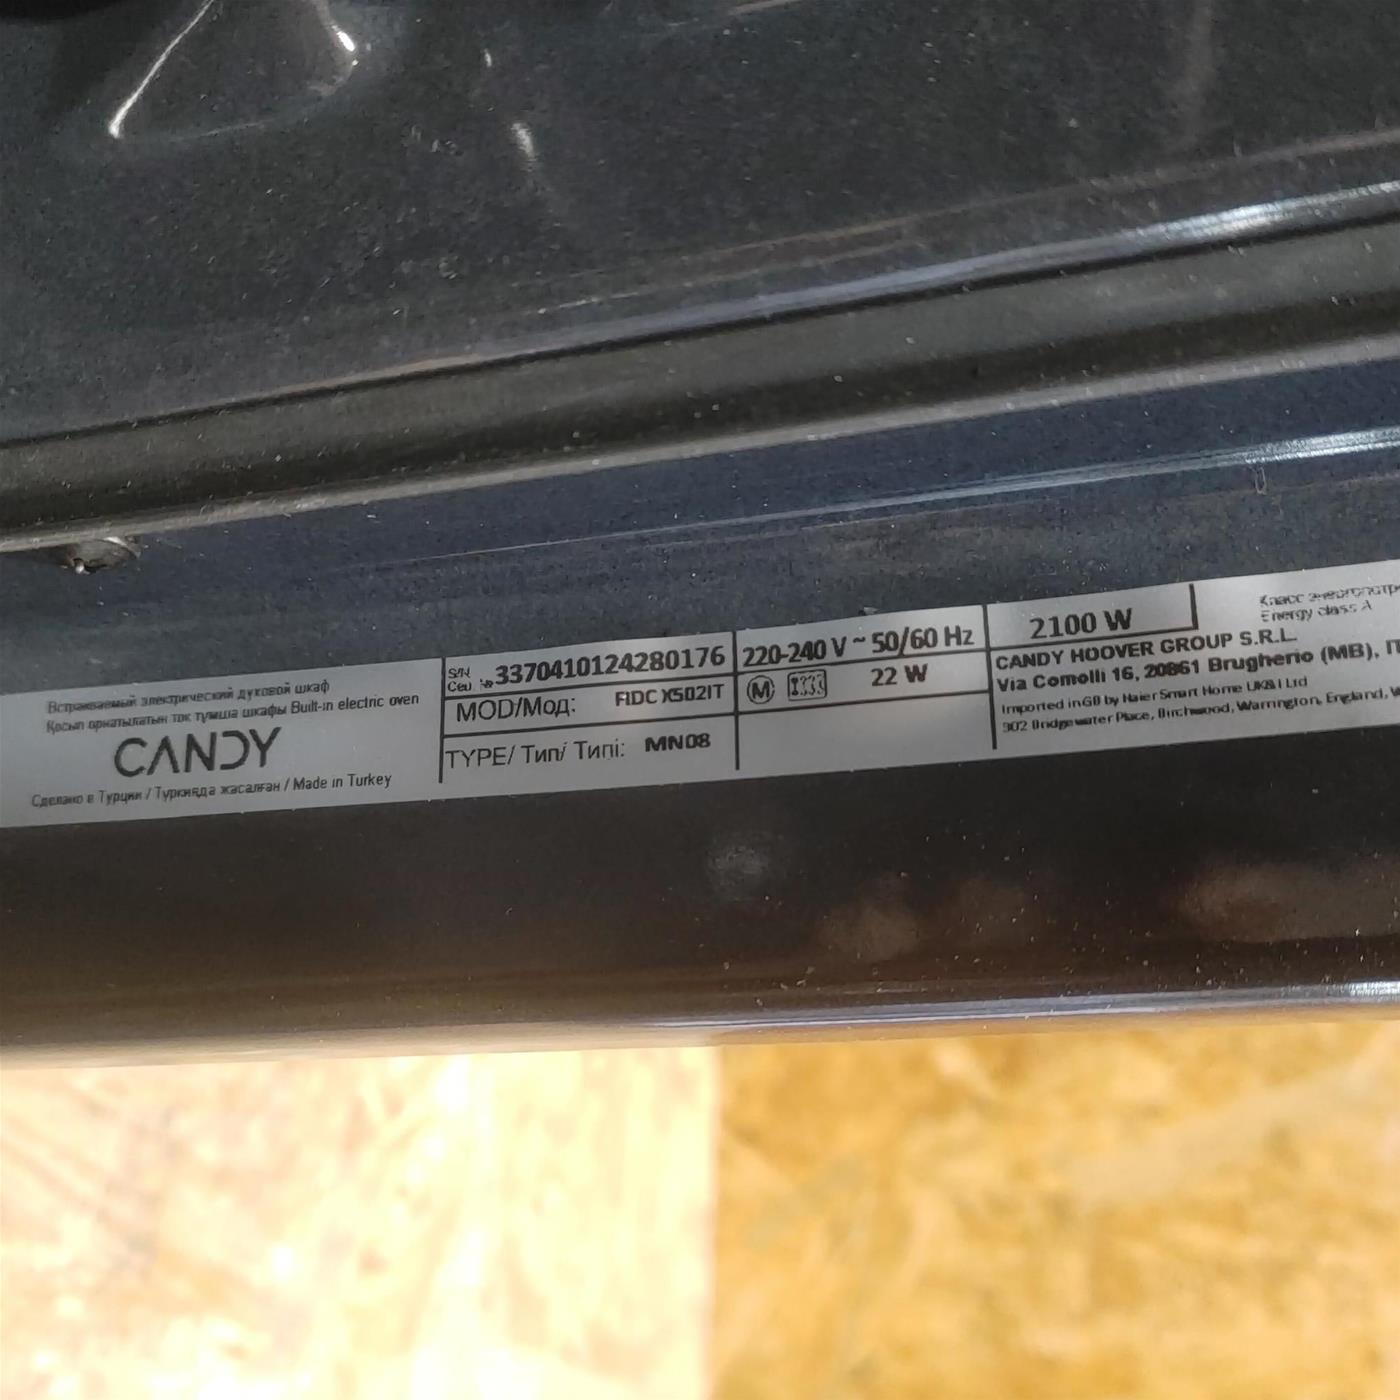 Встраиваемый электрический духовой шкаф
Қосып орнатылатын ток тұмша шкафы Built-in electric oven
CANDY
Сделано в Турции / Түркияда жасалған / Made in Turkey
S/N
Сер. № 3370410124280176
MOD/Мод: FIDC X502IT
TYPE/ Тип/ Типі: MN08
220-240 V ~ 50/60 Hz
M 22 W
2100 W
Energy class A
CANDY HOOVER GROUP S.R.L.
Via Comolli 16, 20861 Brugherio (MB),
Imported in GB by Haier Smart Home UK&I Ltd
302 Bridgewater Place, Birchwood, Warrington, England,